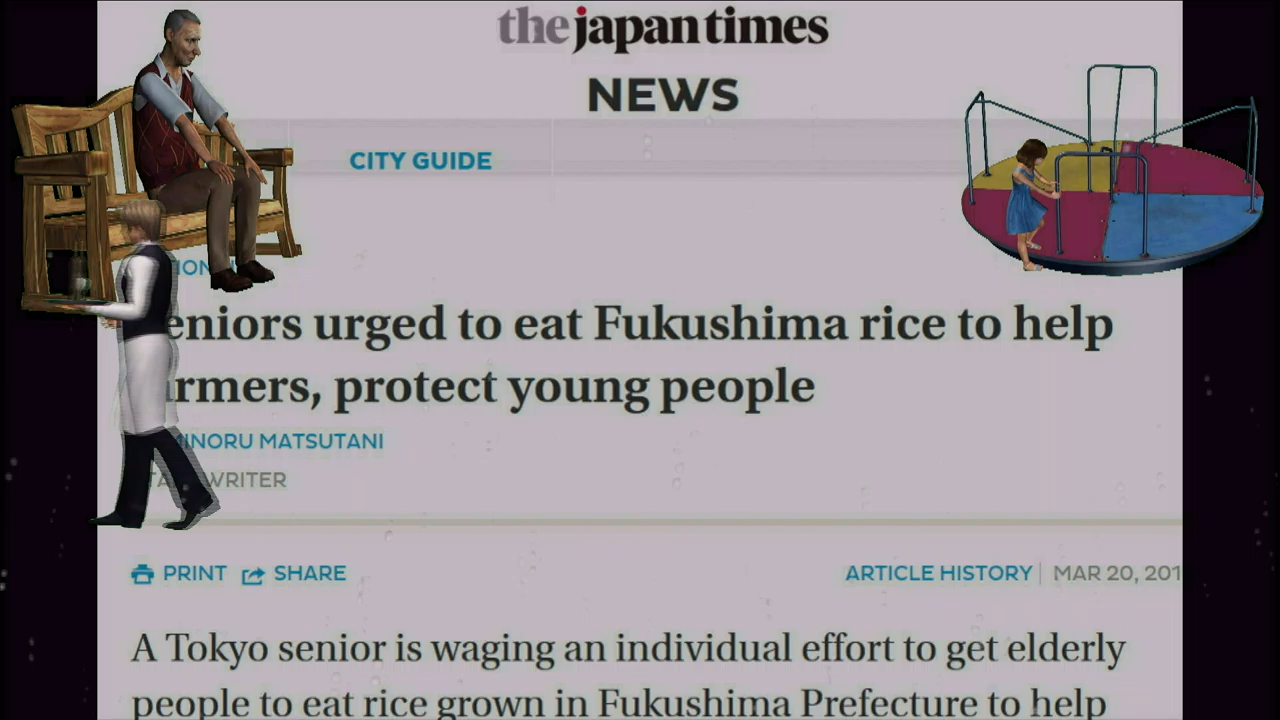 the japan times
NEWS
CITY GUIDE
eniors urged to eat Fukushima rice to help
rmers, protect young people
INORU MATSUTANI
WRITER
PRINT SHARE
ARTICLE HISTORY | MAR 20, 201
A Tokyo senior is waging an individual effort to get elderly
people to eat rice grown in Fukushima Prefecture to help